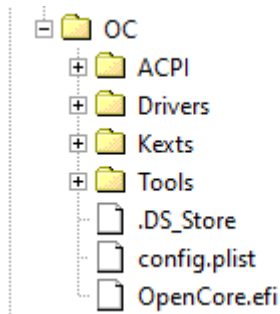 OC
ACPI
Drivers
Kexts
Tools
.DS_Store
config.plist
OpenCore.efi